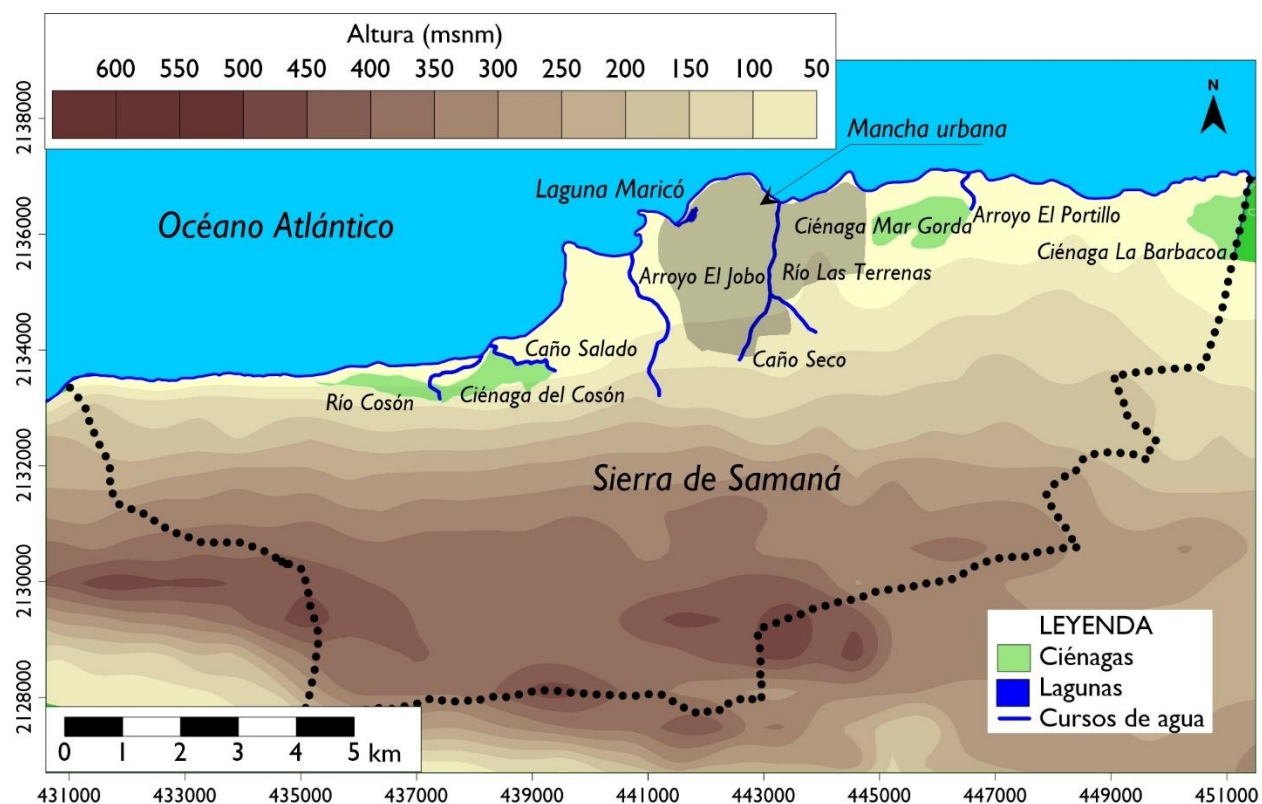 Altura (msnm)
600 550 500 450 400 350 300 200 150 100 80 50
N
Mancha urbana
Laguna Maricó
Océano Atlántico
Ciénaga Mar Gorda
Arroyo El Portillo
Ciénaga La Barbacoa
Arroyo El Jobo
Río Las Terrenas
Caño Salado
Caño Seco
Río Cosón
Ciénaga del Cosón
Sierra de Samaná
LEYENDA
Ciénagas
Lagunas
Cursos de agua
0 1 2 3 4 5 km
2138000
2136000
2134000
2132000
2130000
2128000
431000 433000 435000 437000 439000 441000 443000 445000 447000 449000 451000